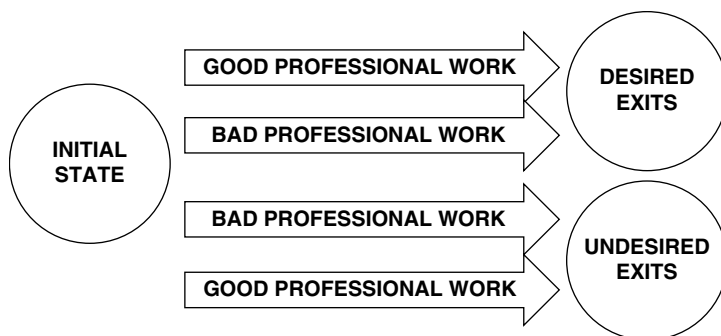 GOOD PROFESSIONAL WORK
DESIRED
EXITS
BAD PROFESSIONAL WORK
INITIAL
STATE
BAD PROFESSIONAL WORK
UNDESIRED
EXITS
GOOD PROFESSIONAL WORK